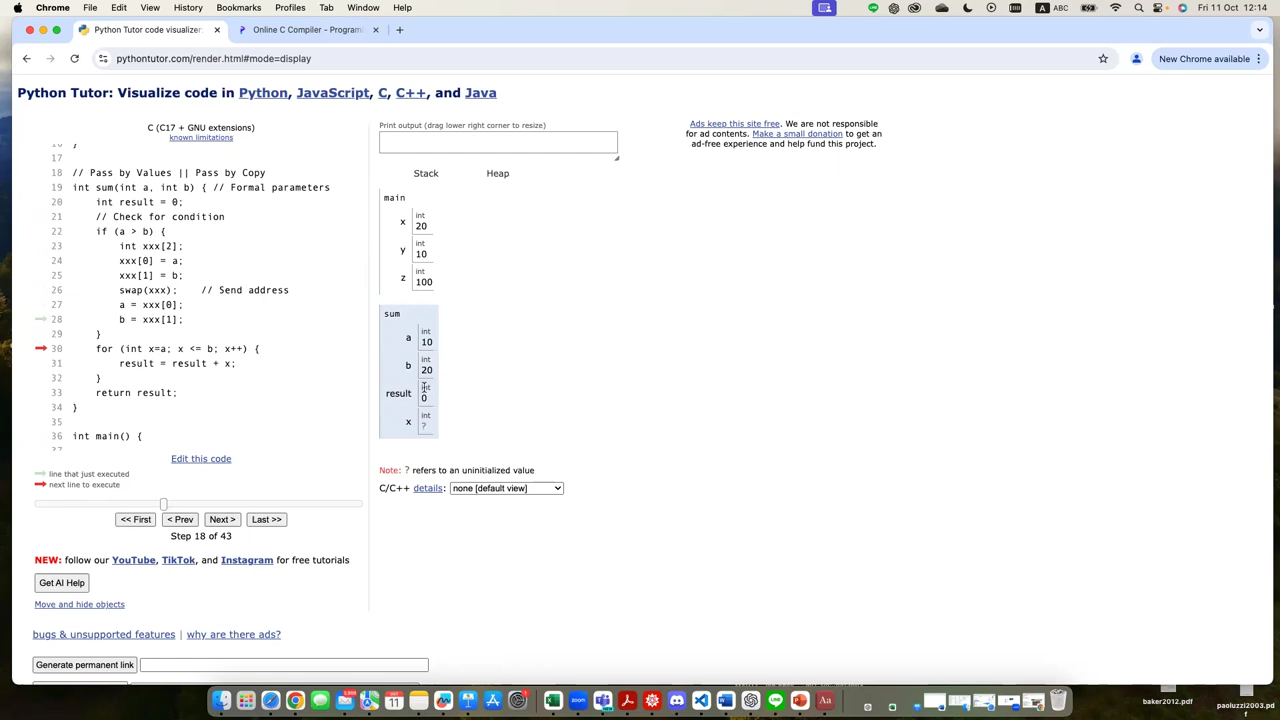 Chrome File Edit View History Bookmarks Profiles Tab Window Help ABC Fri 11 Oct 12:14
Python Tutor code visualizer: Online C Compiler - Program
pythontutor.com/render.html#mode=display New Chrome available
Python Tutor: Visualize code in Python, JavaScript, C, C++, and Java
C (C17 + GNU extensions)
known limitations
16 }
17
18 // Pass by Values || Pass by Copy
19 int sum(int a, int b) { // Formal parameters
20 int result = 0;
21 // Check for condition
22 if (a > b) {
23 int xxx[2];
24 xxx[0] = a;
25 xxx[1] = b;
26 swap(xxx); // Send address
27 a = xxx[0];
28 b = xxx[1];
29 }
30 for (int x=a; x <= b; x++) {
31 result = result + x;
32 }
33 return result;
34 }
35
36 int main() {
37
Edit this code
line that just executed
next line to execute
<< First < Prev Next > Last >>
Step 18 of 43
NEW: follow our YouTube, TikTok, and Instagram for free tutorials
Get AI Help
Move and hide objects
bugs & unsupported features | why are there ads?
Generate permanent link
Print output (drag lower right corner to resize)
Stack Heap
main
int
x 20
int
y 10
int
z 100
sum
int
a 10
int
b 20
int
result 0
int
x ?
Note: ? refers to an uninitialized value
C/C++ details: none [default view]
Ads keep this site free. We are not responsible
for ad contents. Make a small donation to get an
ad-free experience and help fund this project.
baker2012.pdf
paoluzzi2003.pd
f